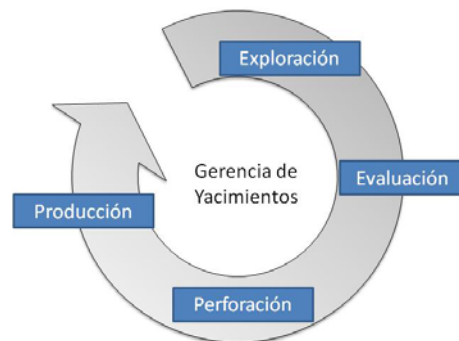 Exploración
Gerencia de
Yacimientos
Evaluación
Producción
Perforación